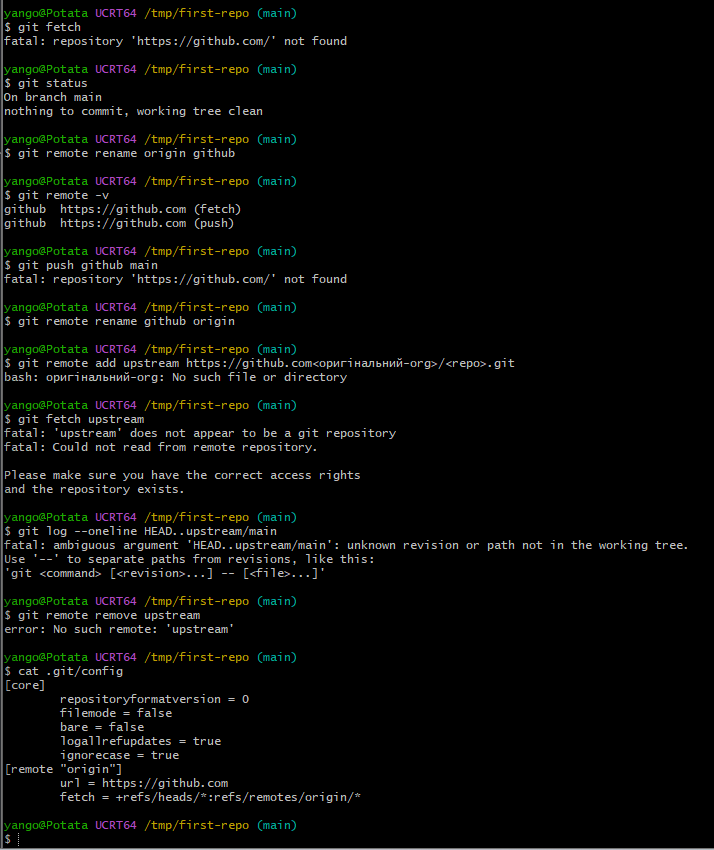 yango@Potata UCRT64 /tmp/first-repo (main)
$ git fetch
fatal: repository 'https://github.com/' not found
yango@Potata UCRT64 /tmp/first-repo (main)
$ git status
On branch main
nothing to commit, working tree clean
yango@Potata UCRT64 /tmp/first-repo (main)
$ git remote rename origin github
yango@Potata UCRT64 /tmp/first-repo (main)
$ git remote -v
github  https://github.com (fetch)
github  https://github.com (push)
yango@Potata UCRT64 /tmp/first-repo (main)
$ git push github main
fatal: repository 'https://github.com/' not found
yango@Potata UCRT64 /tmp/first-repo (main)
$ git remote rename github origin
yango@Potata UCRT64 /tmp/first-repo (main)
$ git remote add upstream https://github.com<оригінальний-org>/<repo>.git
bash: оригінальний-org: No such file or directory
yango@Potata UCRT64 /tmp/first-repo (main)
$ git fetch upstream
fatal: 'upstream' does not appear to be a git repository
fatal: Could not read from remote repository.
Please make sure you have the correct access rights
and the repository exists.
yango@Potata UCRT64 /tmp/first-repo (main)
$ git log --oneline HEAD..upstream/main
fatal: ambiguous argument 'HEAD..upstream/main': unknown revision or path not in the working tree.
Use '--' to separate paths from revisions, like this:
'git <command> [<revision>...] -- [<file>...]'
yango@Potata UCRT64 /tmp/first-repo (main)
$ git remote remove upstream
error: No such remote: 'upstream'
yango@Potata UCRT64 /tmp/first-repo (main)
$ cat .git/config
[core]
        repositoryformatversion = 0
        filemode = false
        bare = false
        logallrefupdates = true
        ignorecase = true
[remote "origin"]
        url = https://github.com
        fetch = +refs/heads/*:refs/remotes/origin/*
yango@Potata UCRT64 /tmp/first-repo (main)
$